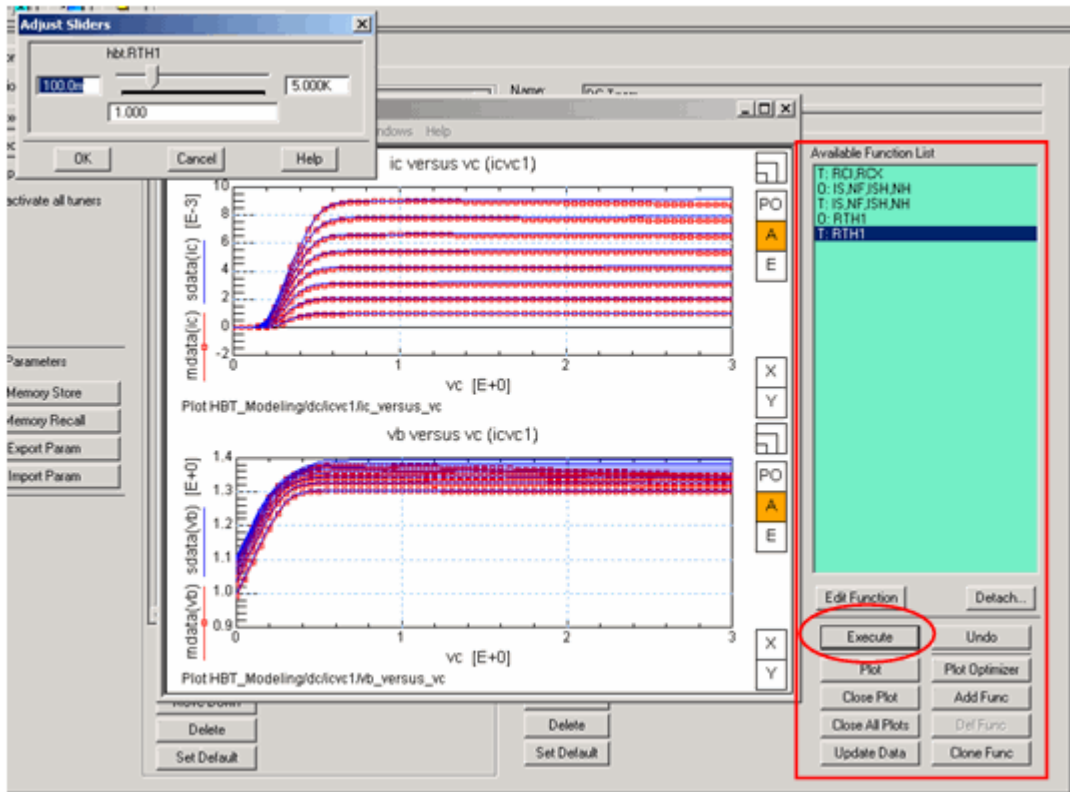 Adjust Sliders
hbt.RTH1
100.0m
5.000K
1.000
OK
Cancel
Help
Name:
Help
activate all tuners
Parameters
Memory Store
Memory Recall
Export Param
Import Param
ic versus vc (icvc1)
mdata(ic) sdata(ic) [E-3]
10
8
6
4
2
0
-2
0
1
2
3
vc [E+0]
Plot HBT_Modeling/dc/icvc1/ic_versus_vc
vb versus vc (icvc1)
mdata(vb) sdata(vb) [E+0]
1.4
1.3
1.2
1.1
1.0
0.9
0
1
2
3
vc [E+0]
Plot HBT_Modeling/dc/icvc1/vb_versus_vc
PO
A
E
X
Y
PO
A
E
X
Y
Move Down
Delete
Set Default
Delete
Set Default
Available Function List
T: RCI,RCX
O: IS,NF,ISH,NH
T: IS,NF,ISH,NH
O: RTH1
T: RTH1
Edit Function
Detach...
Execute
Undo
Plot
Plot Optimizer
Close Plot
Add Func
Close All Plots
Del Func
Update Data
Clone Func